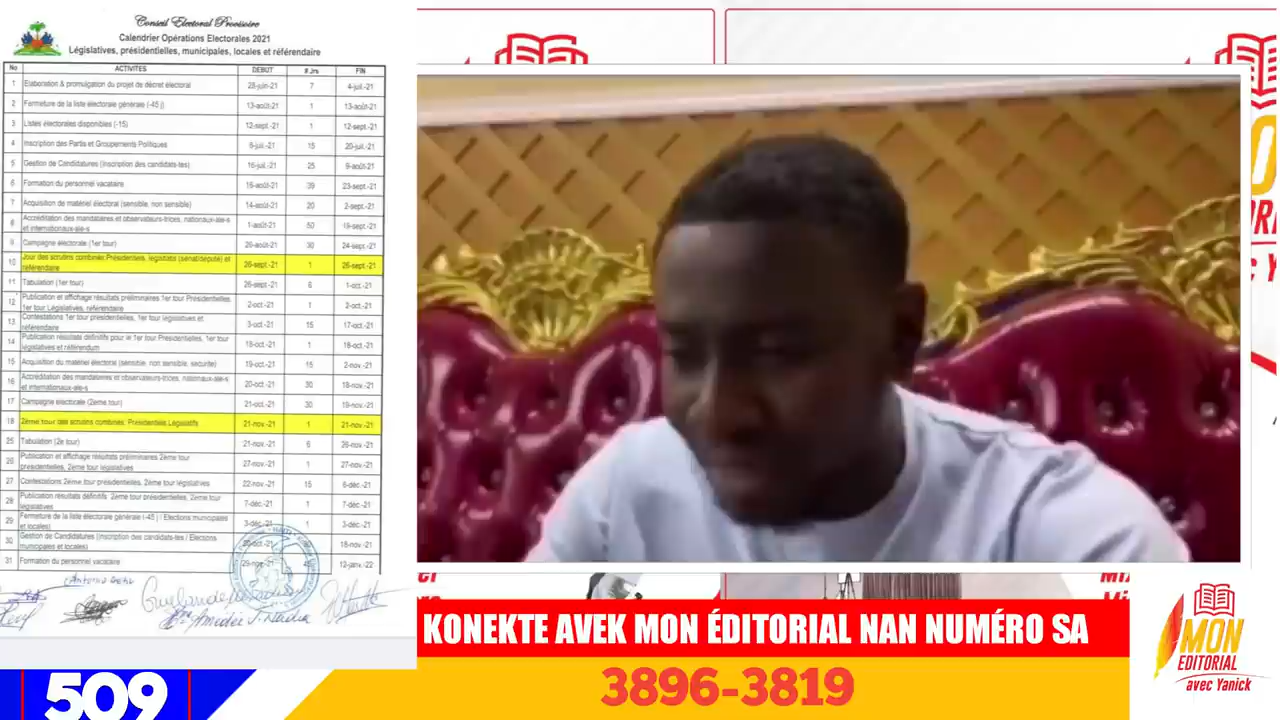 Conseil Electoral Provisoire
Calendrier Opérations Electorales 2021
Législatives, présidentielles, municipales, locales et référendaire
No ACTIVITES DEBUT # Jrs FIN
1 Elaboration & promulgation du projet de décret électoral 28-juin-21 7 4-juil.-21
2 Fermeture de la liste électorale générale (-45 j) 13-août-21 1 13-août-21
3 Listes électorales disponibles (-15) 12-sept.-21 1 12-sept.-21
4 Inscription des Partis et Groupements Politiques 6-juil.-21 15 20-juil.-21
5 Gestion de Candidatures (Inscription des candidats-tes) 16-juil.-21 25 9-août-21
6 Formation du personnel vacataire 16-août-21 39 23-sept.-21
7 Acquisition de matériel électoral (sensible, non sensible) 14-août-21 20 2-sept.-21
8 Accréditation des mandataires et observateurs-trices, nationaux-ale-s
et internationaux-ale-s 1-août-21 50 19-sept.-21
9 Campagne électorale (1er tour) 26-août-21 30 24-sept.-21
10 Jour des scrutins combinés Présidentiels, législatifs (sénat/député) et
référendaire 26-sept.-21 1 26-sept.-21
11 Tabulation (1er tour) 26-sept.-21 6 1-oct.-21
12 Publication et affichage résultats préliminaires 1er tour Presidentielles,
1er tour Législatives, référendaire 2-oct.-21 1 2-oct.-21
13 Contestations 1er tour présidentielles, 1er tour législatives et
référendaire 3-oct.-21 15 17-oct.-21
14 Publication résultats définitifs pour le 1er tour Presidentielles, 1er tour
législatives et référendum 18-oct.-21 1 18-oct.-21
15 Acquisition du matériel électoral (sensible, non sensible, securite) 19-oct.-21 15 2-nov.-21
16 Accréditation des mandataires et observateurs-trices, nationaux-ale-s
et internationaux-ale-s 20-oct.-21 30 18-nov.-21
17 Campagne électorale (2eme tour) 21-oct.-21 30 19-nov.-21
18 2eme tour des scrutins combinés: Présidentiels Legislatifs 21-nov.-21 1 21-nov.-21
25 Tabulation (2e tour) 21-nov.-21 6 26-nov.-21
Publication et affichage résultats préliminaires 2ème tour
présidentielles, 2ème tour législatives 27-nov.-21 1 27-nov.-21
27 Contestations 2ème tour présidentielles, 2ème tour législatives 22-nov.-21 15 6-déc.-21
28 Publication résultats définitifs 2ème tour présidentielles, 2ème tour
législatives 7-déc.-21 1 7-déc.-21
29 Fermeture de la liste électorale générale (-45 j) Elections municipales
et locales) 3-déc.-21 1 3-déc.-21
30 Gestion de Candidatures (Inscription des candidats-tes / Elections
municipales et locales) 18-nov.-21
31 Formation du personnel vacataire 29-nov.-21 12-janv.-22
KONEKTE AVEK MON ÉDITORIAL NAN NUMÉRO SA
3896-3819
509
MON
EDITORIAL
avec Yanick